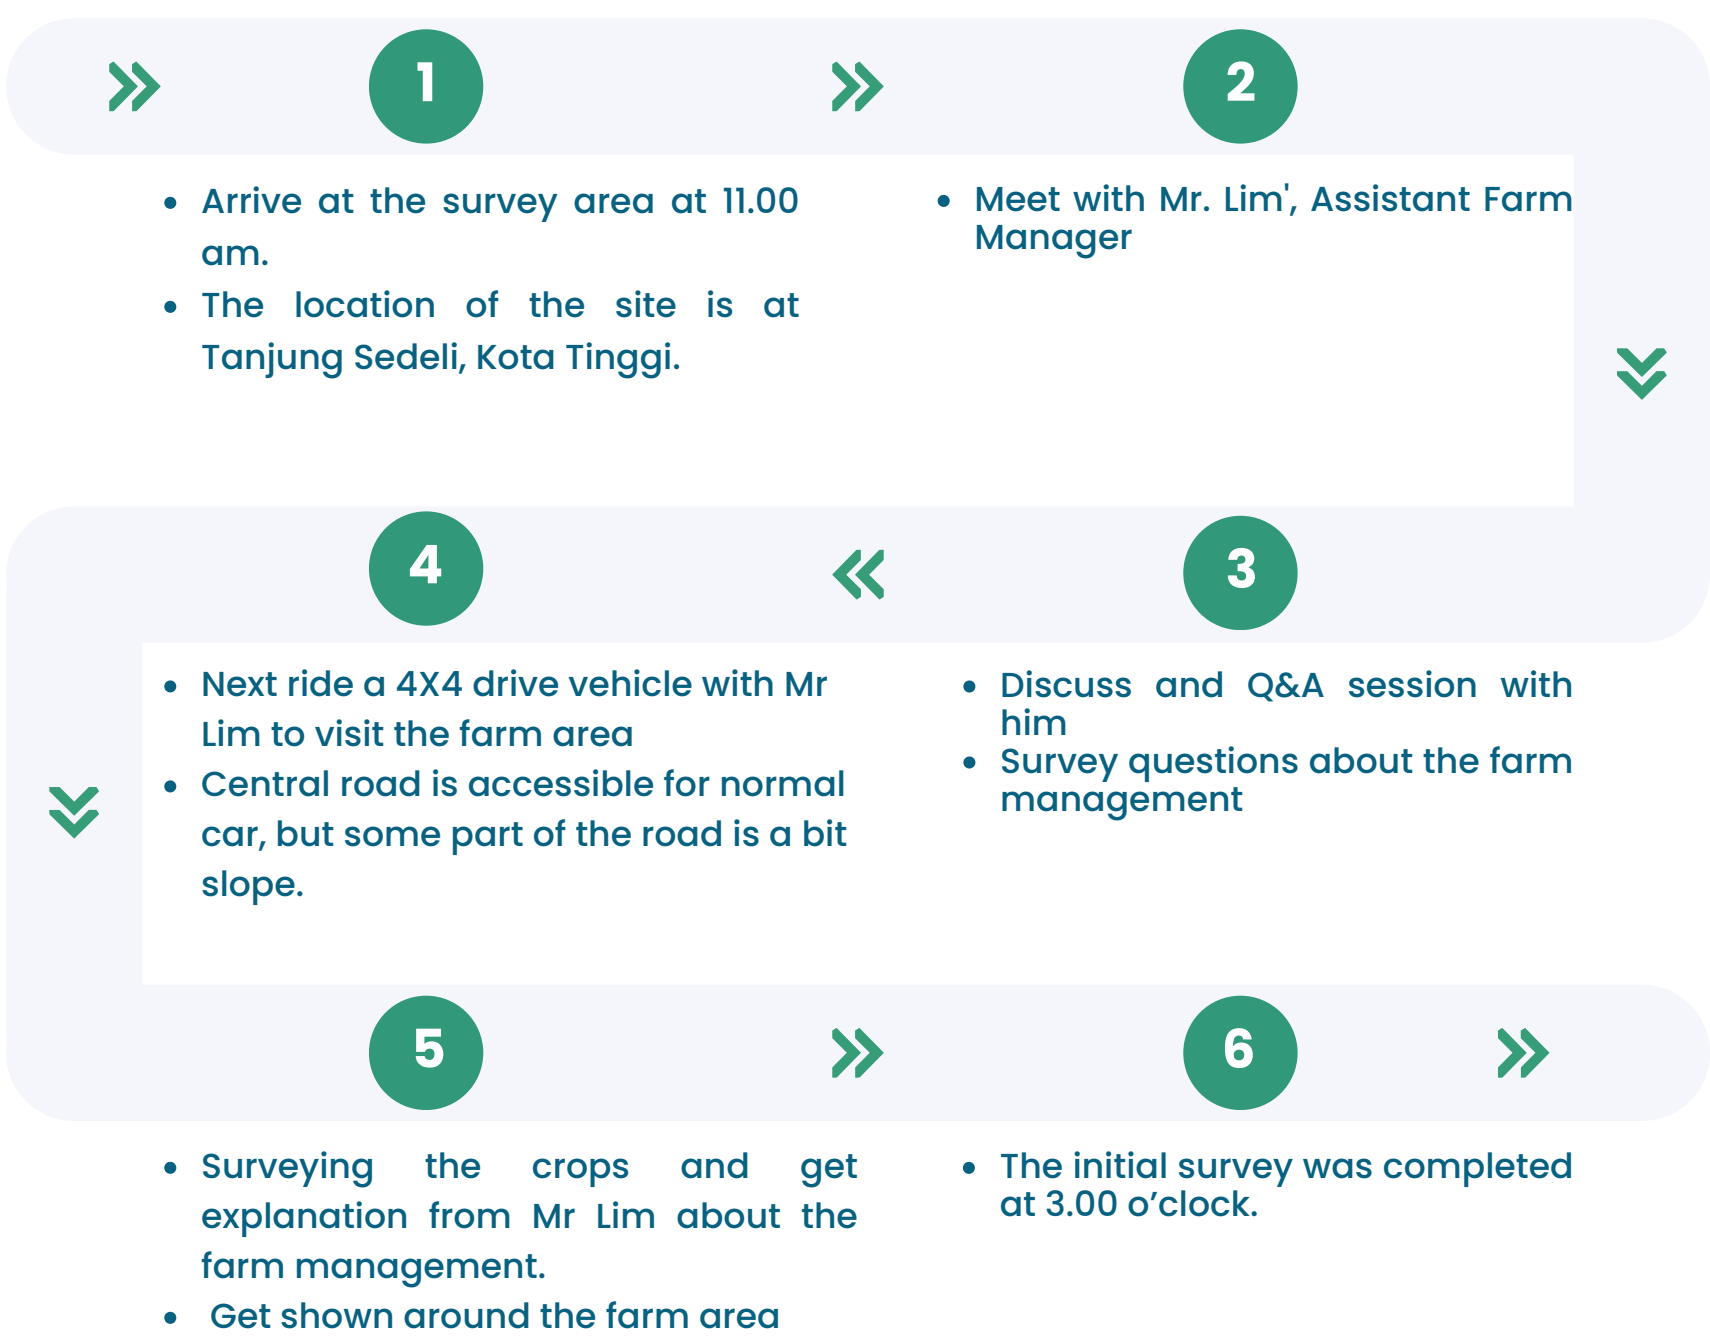 1
2
Arrive at the survey area at 11.00
am.
The location of the site is at
Tanjung Sedeli, Kota Tinggi.
Meet with Mr. Lim', Assistant Farm
Manager
3
Discuss and Q&A session with
him
Survey questions about the farm
management
4
Next ride a 4X4 drive vehicle with Mr
Lim to visit the farm area
Central road is accessible for normal
car, but some part of the road is a bit
slope.
5
Surveying the crops and get
explanation from Mr Lim about the
farm management.
Get shown around the farm area
6
The initial survey was completed
at 3.00 o’clock.